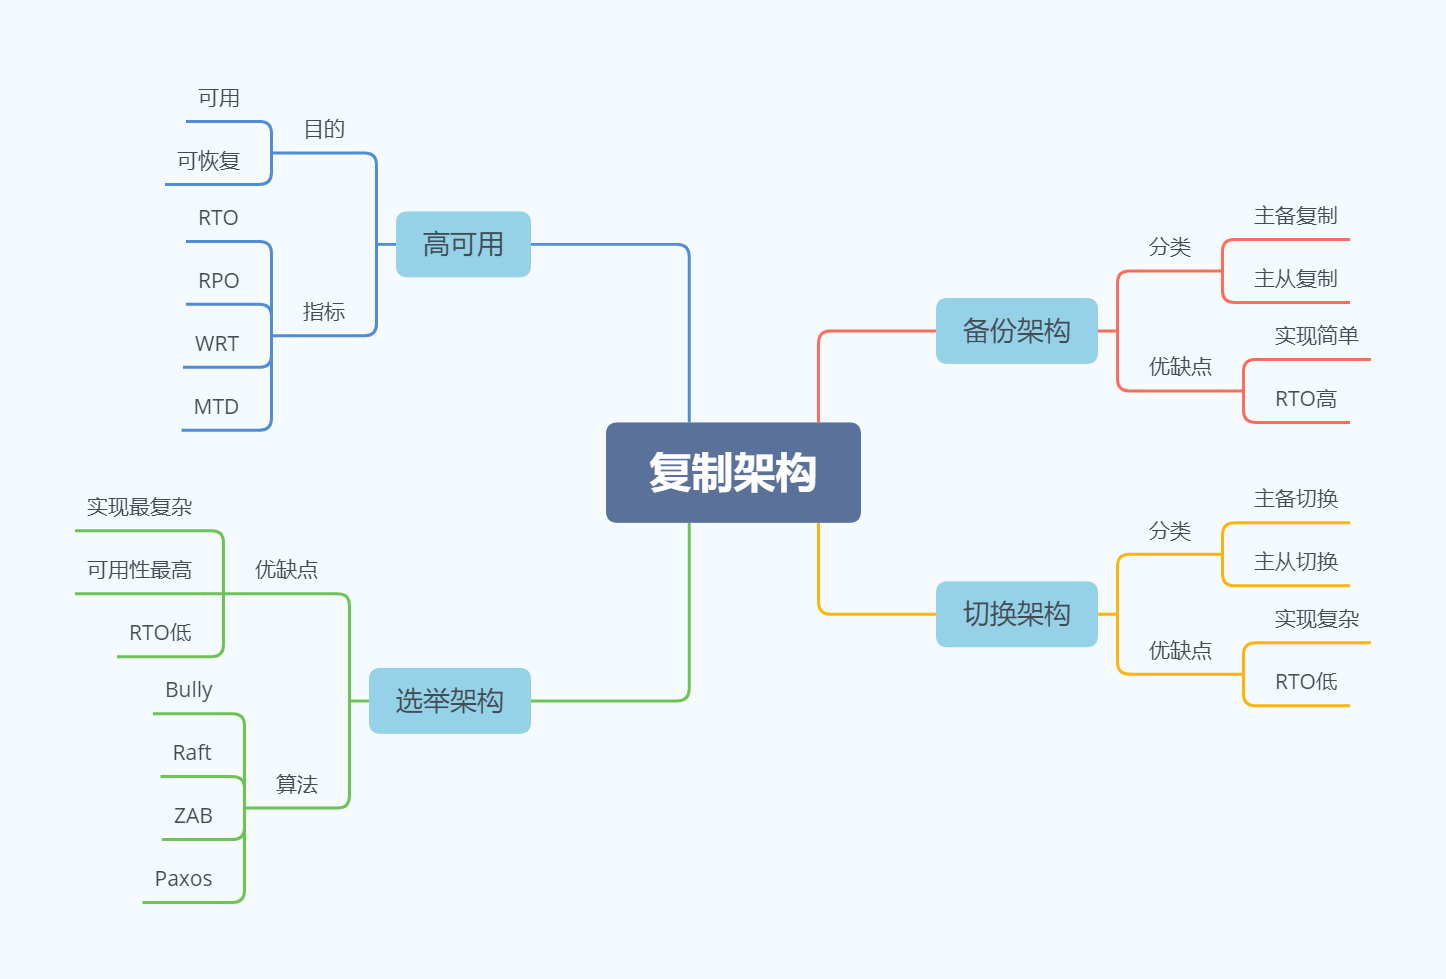 复制架构
高可用
目的
可用
可恢复
指标
RTO
RPO
WRT
MTD
备份架构
分类
主备复制
主从复制
优缺点
实现简单
RTO高
切换架构
分类
主备切换
主从切换
优缺点
实现复杂
RTO低
选举架构
优缺点
实现最复杂
可用性最高
RTO低
算法
Bully
Raft
ZAB
Paxos